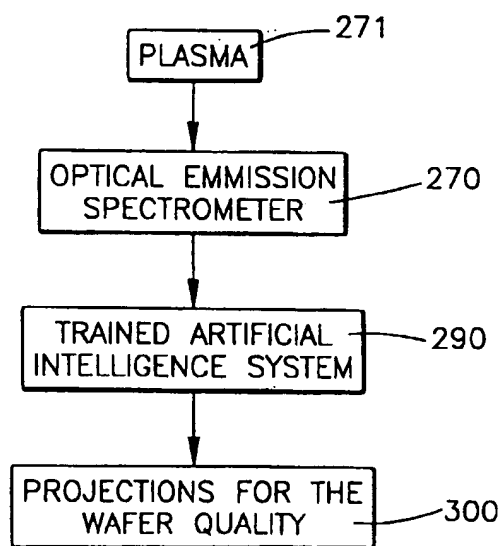 271
PLASMA
OPTICAL EMMISSION
SPECTROMETER
270
TRAINED ARTIFICIAL
INTELLIGENCE SYSTEM
290
PROJECTIONS FOR THE
WAFER QUALITY
300